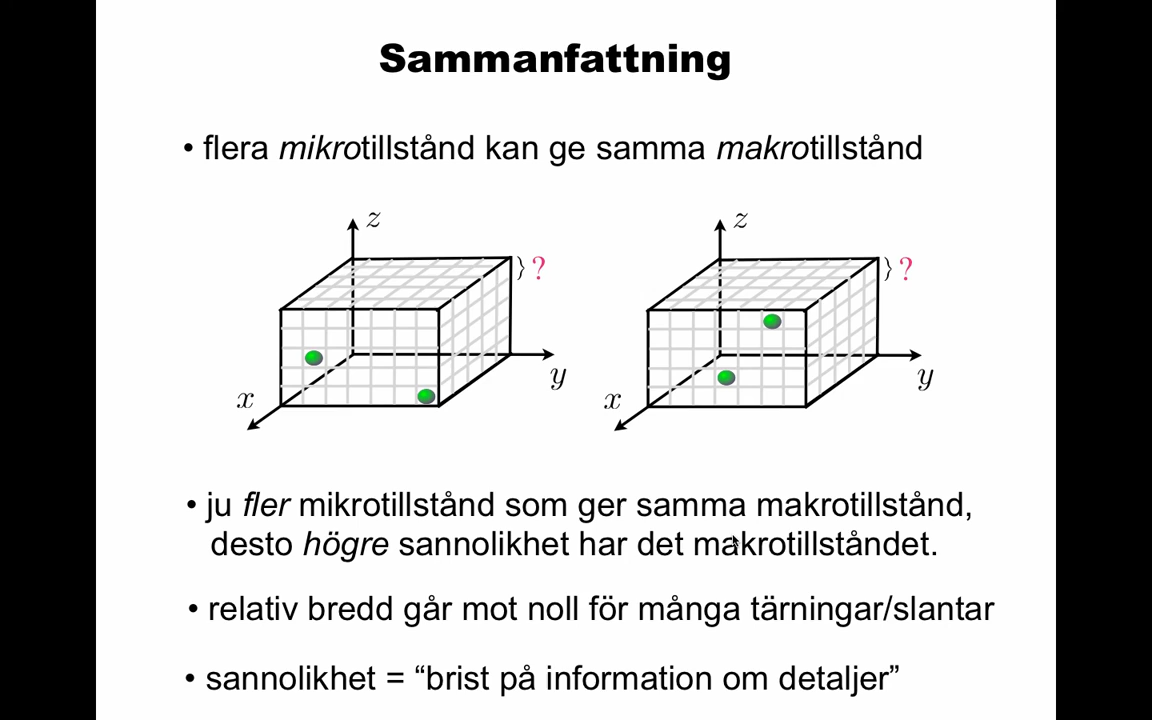 Sammanfattning
• flera mikrotillstånd kan ge samma makrotillstånd
z
z
} ?
} ?
y
y
x
x
• ju fler mikrotillstånd som ger samma makrotillstånd,
desto högre sannolikhet har det makrotillståndet.
• relativ bredd går mot noll för många tärningar/slantar
• sannolikhet = “brist på information om detaljer”